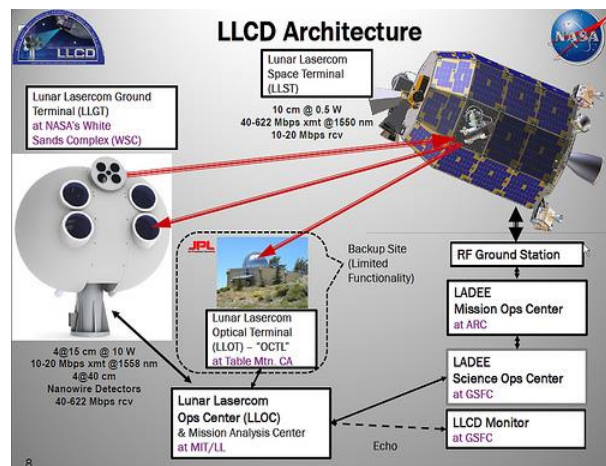 LLCD
LLCD Architecture
NASA
Lunar Lasercom
Space Terminal
(LLST)
10 cm @ 0.5 W
40-622 Mbps xmt @1550 nm
10-20 Mbps rcv
Lunar Lasercom Ground
Terminal (LLGT)
at NASA's White
Sands Complex (WSC)
JPL
Backup Site
(Limited
Functionality)
Lunar Lasercom
Optical Terminal
(LLOT) – "OCTL"
at Table Mtn. CA
4@15 cm @ 10 W
10-20 Mbps xmt @1558 nm
4@40 cm
Nanowire Detectors
40-622 Mbps rcv
Lunar Lasercom
Ops Center (LLOC)
& Mission Analysis Center
at MIT/LL
RF Ground Station
LADEE
Mission Ops Center
at ARC
LADEE
Science Ops Center
at GSFC
LLCD Monitor
at GSFC
Echo
8